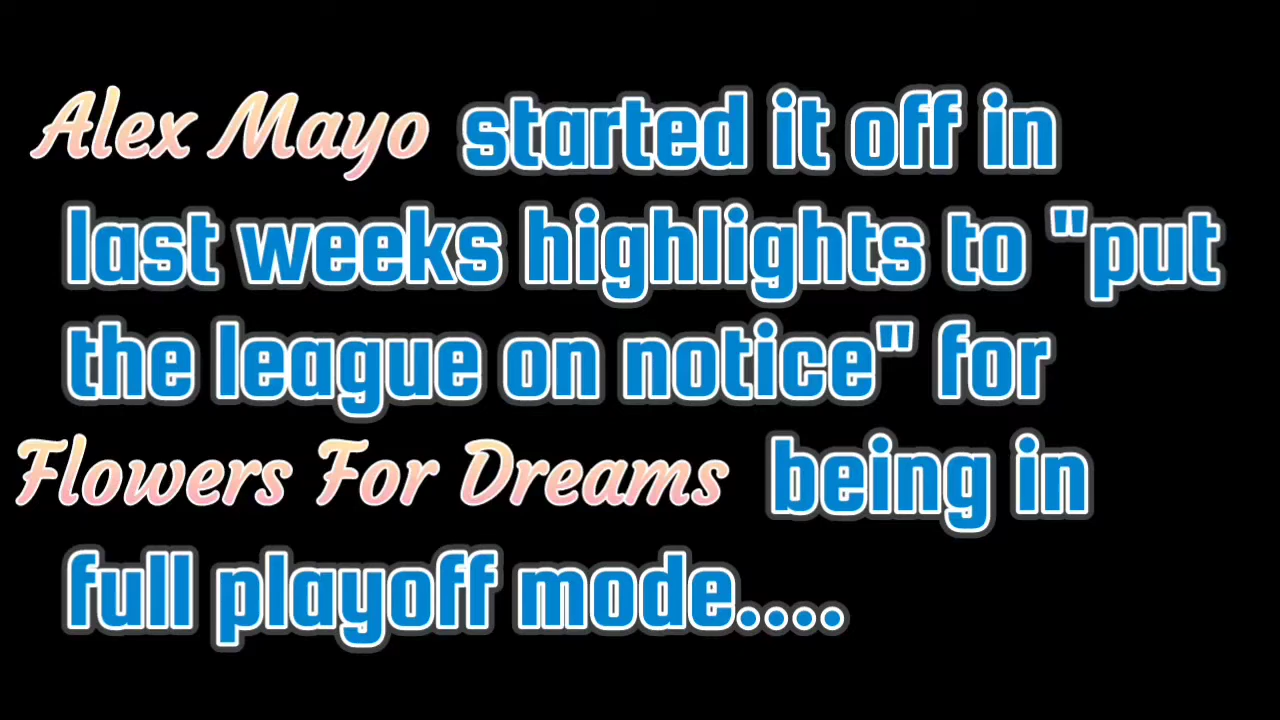 Alex Mayo started it off in
last weeks highlights to "put
the league on notice" for
Flowers For Dreams being in
full playoff mode....